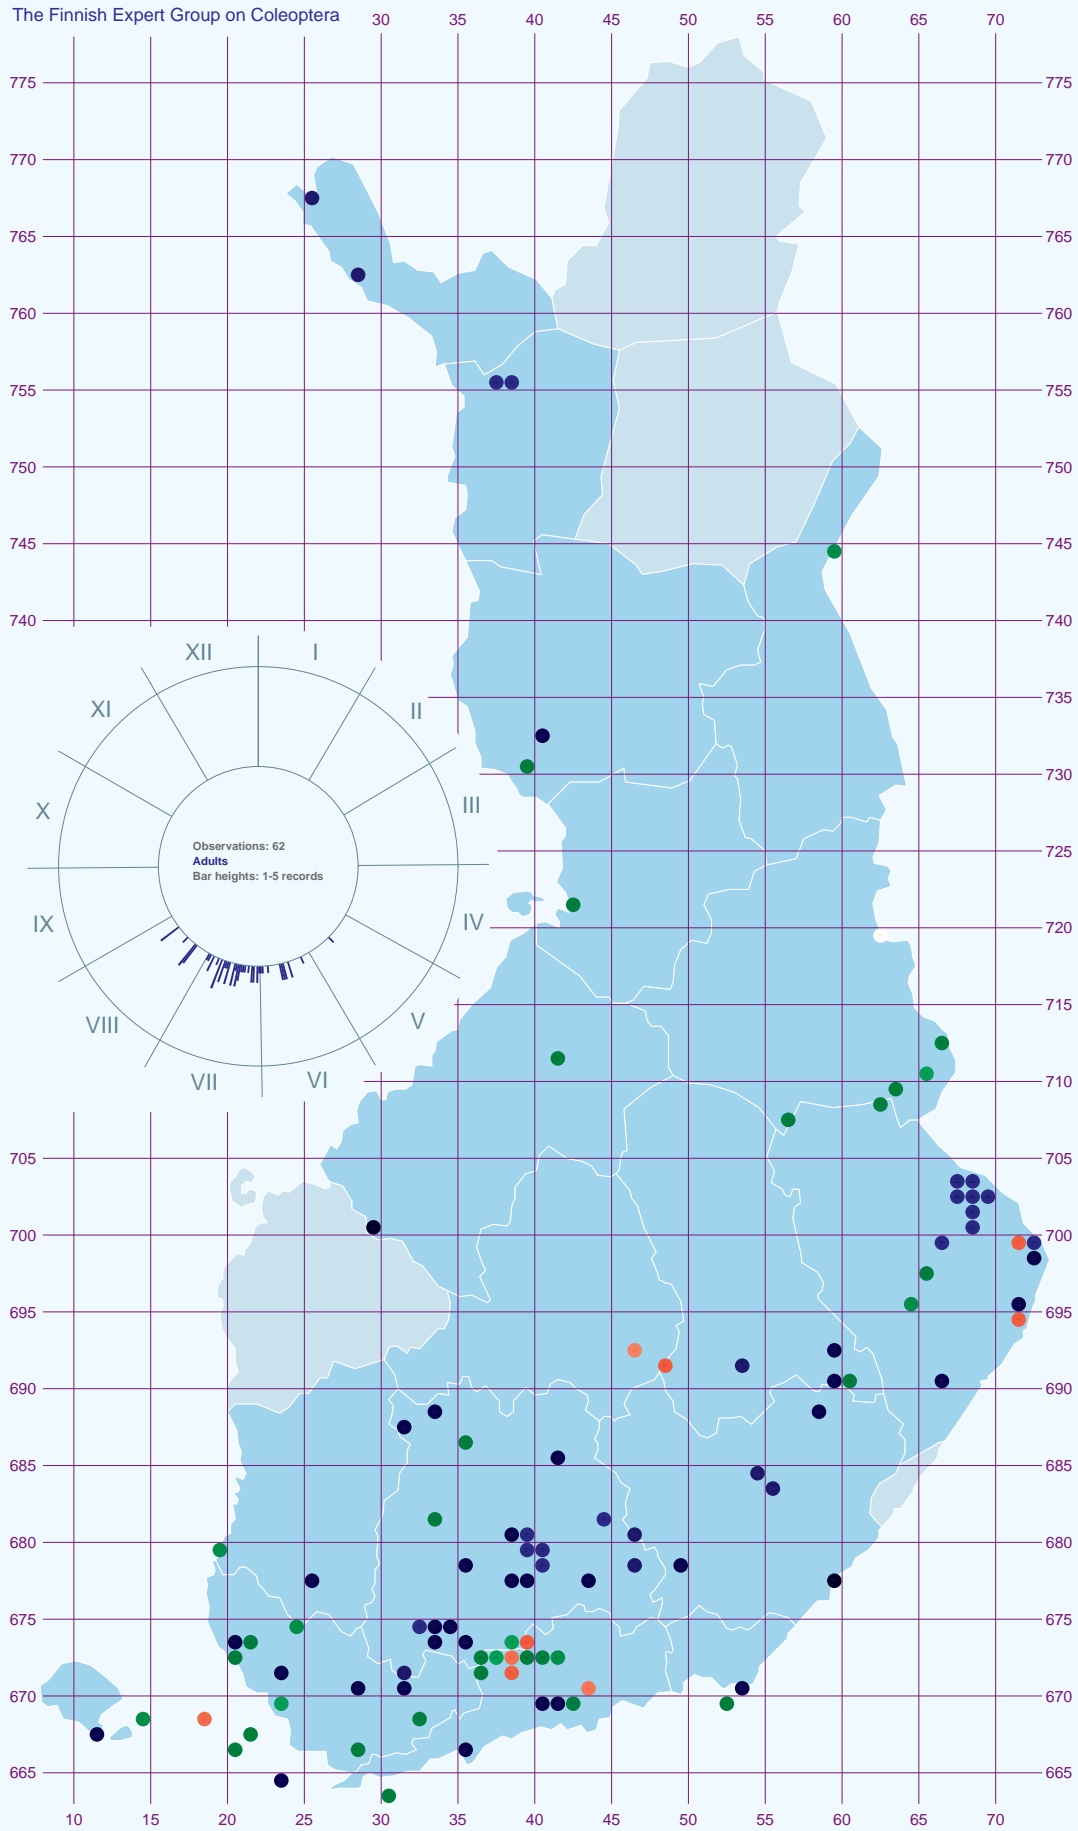 The Finnish Expert Group on Coleoptera
30 35 40 45 50 55 60 65 70
775 775
770 770
765 765
760 760
755 755
750 750
745 745
740 740
XII I
XI II
735
730
X III
Observations: 62
Adults
Bar heights: 1-5 records
725
IX IV
720
715
VIII V
VII VI
710
705 705
700 700
695 695
690 690
685 685
680 680
675 675
670 670
665 665
10 15 20 25 30 35 40 45 50 55 60 65 70